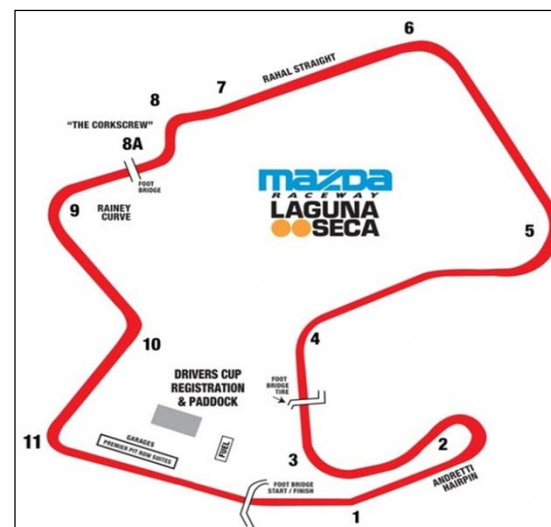 6
RAHAL STRAIGHT
7
8
"THE CORKSCREW"
8A
FOOT
BRIDGE
mazda
RACEWAY
LAGUNA
SECA
9
RAINEY
CURVE
5
10
4
DRIVERS CUP
REGISTRATION
& PADDOCK
FOOT
BRIDGE
TIRE
11
GARAGES
PREMIER PIT ROW SUITES
FUEL
3
2
ANDRETTI
HAIRPIN
FOOT BRIDGE
START / FINISH
1